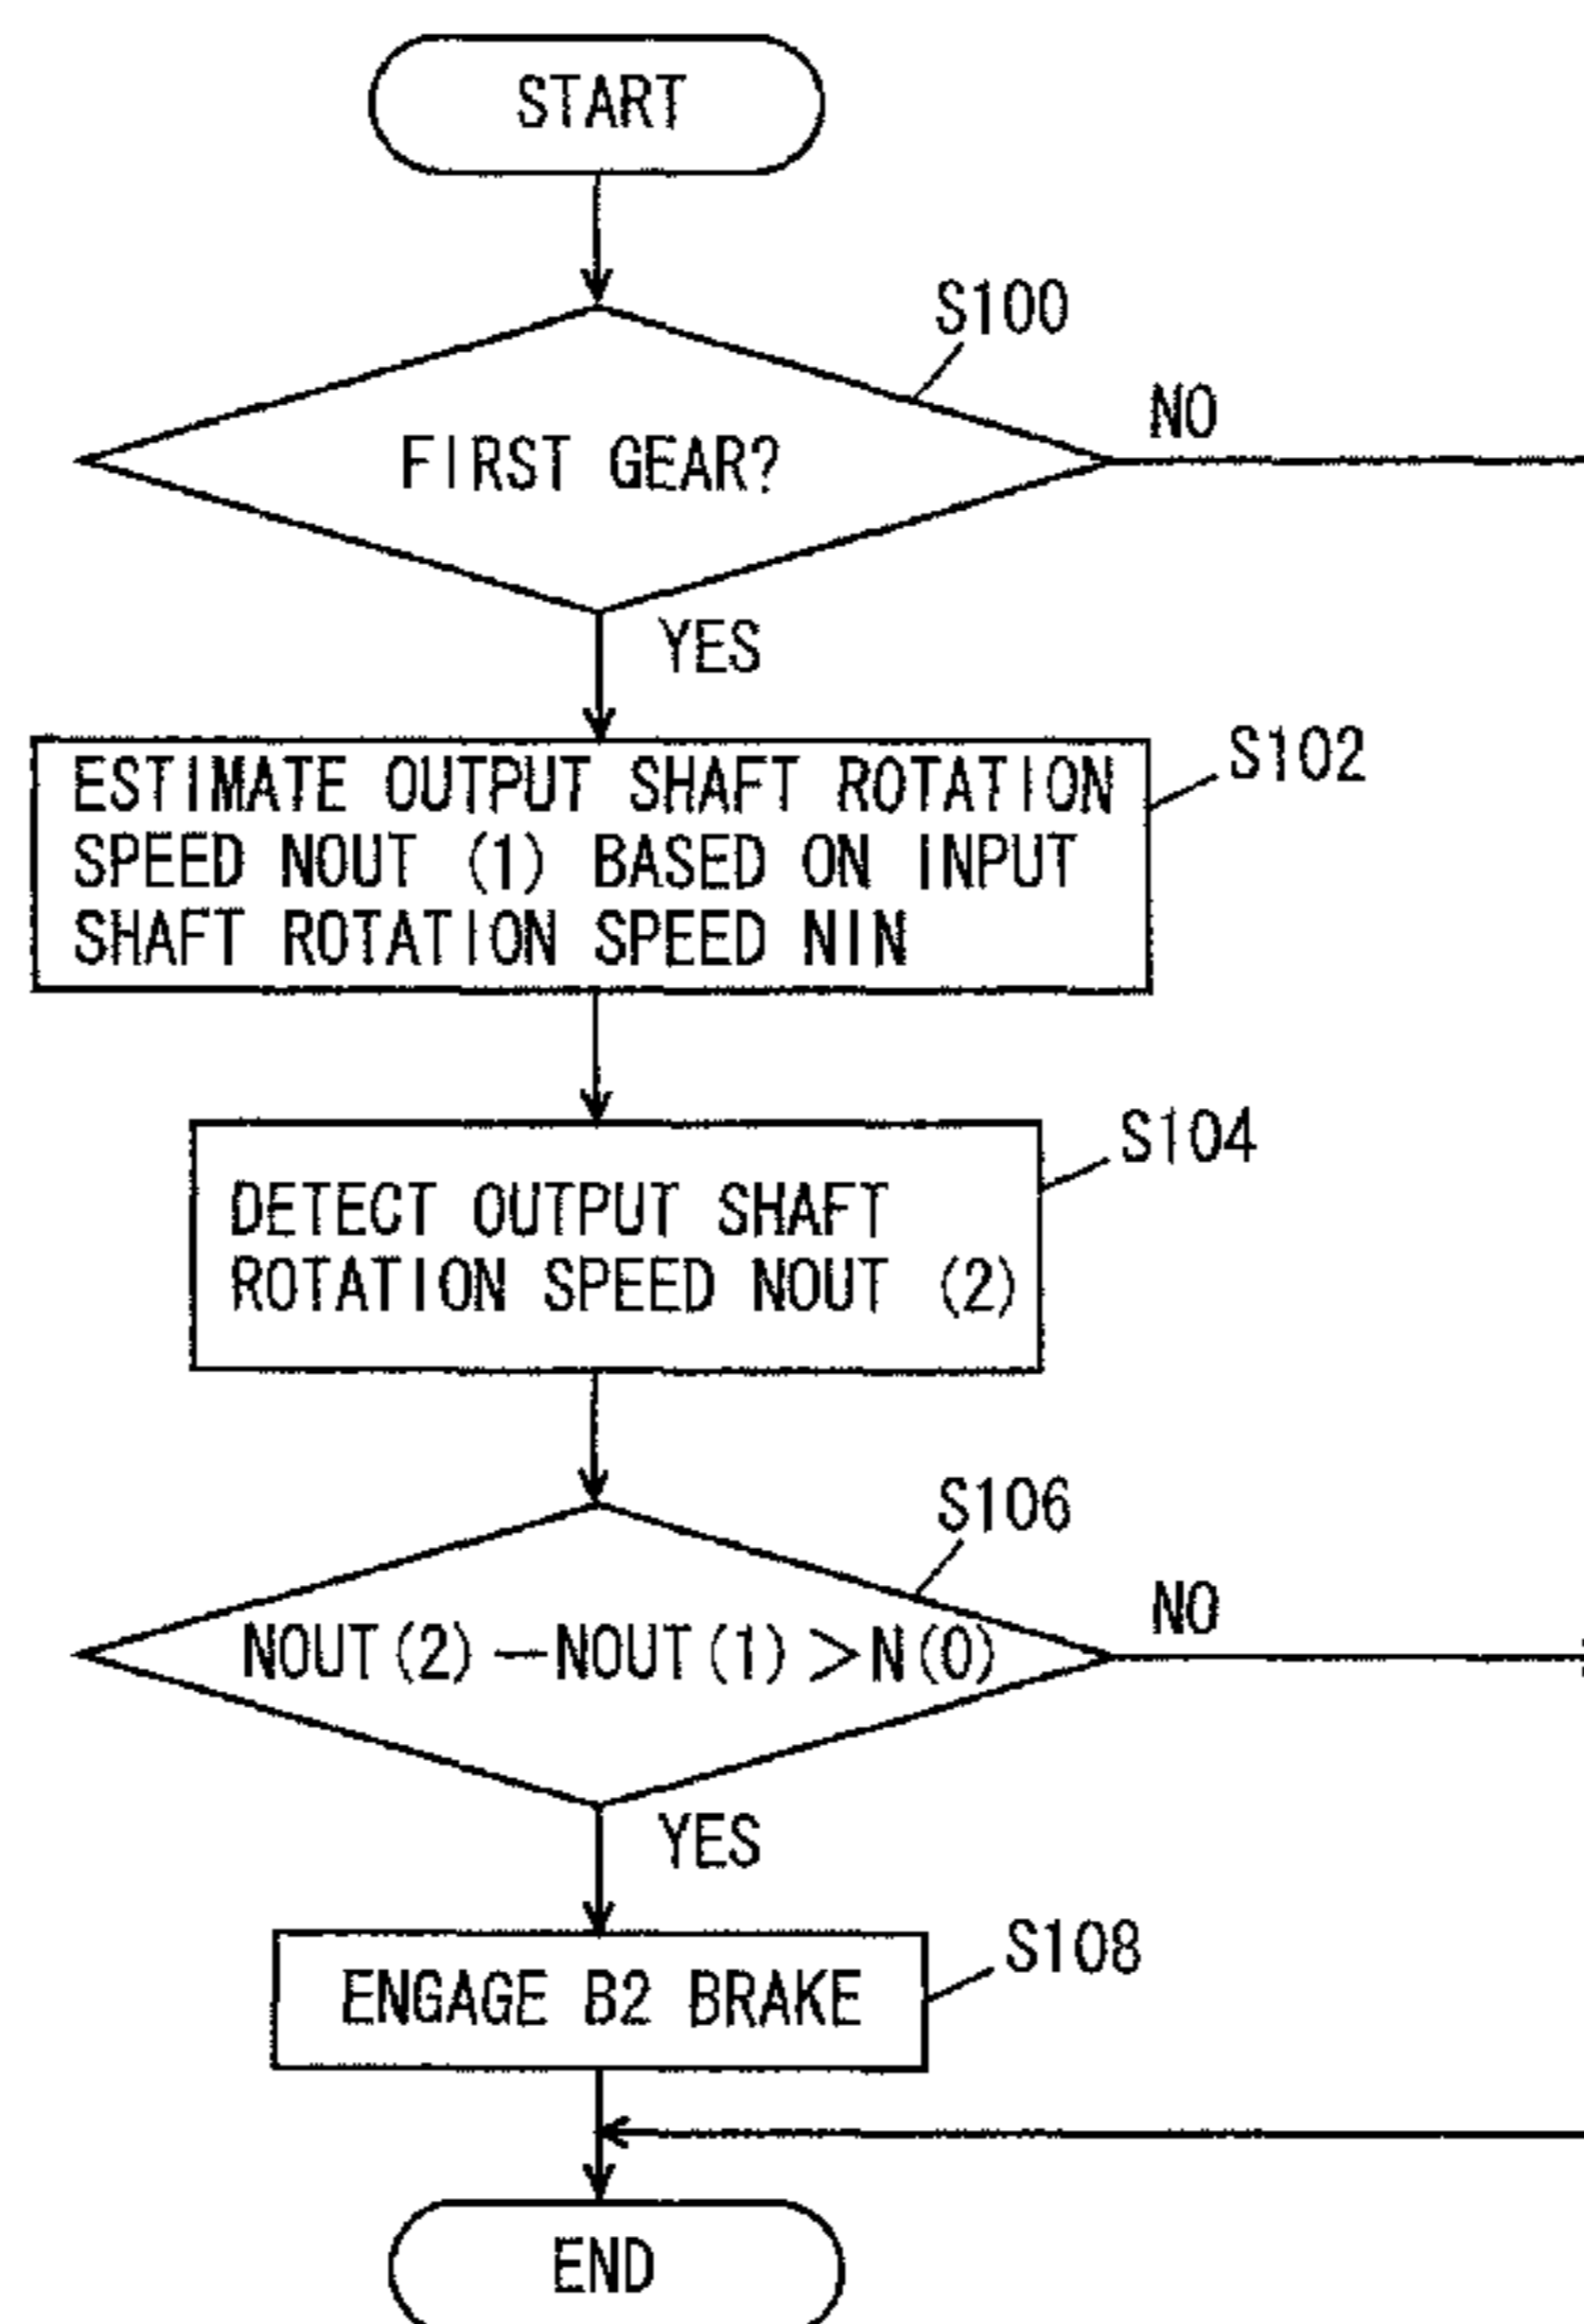 START
S100
FIRST GEAR?
NO
YES
S102
ESTIMATE OUTPUT SHAFT ROTATION
SPEED NOUT (1) BASED ON INPUT
SHAFT ROTATION SPEED NIN
S104
DETECT OUTPUT SHAFT
ROTATION SPEED NOUT (2)
S106
NOUT(2)—NOUT(1)>N(0)
NO
YES
S108
ENGAGE B2 BRAKE
END